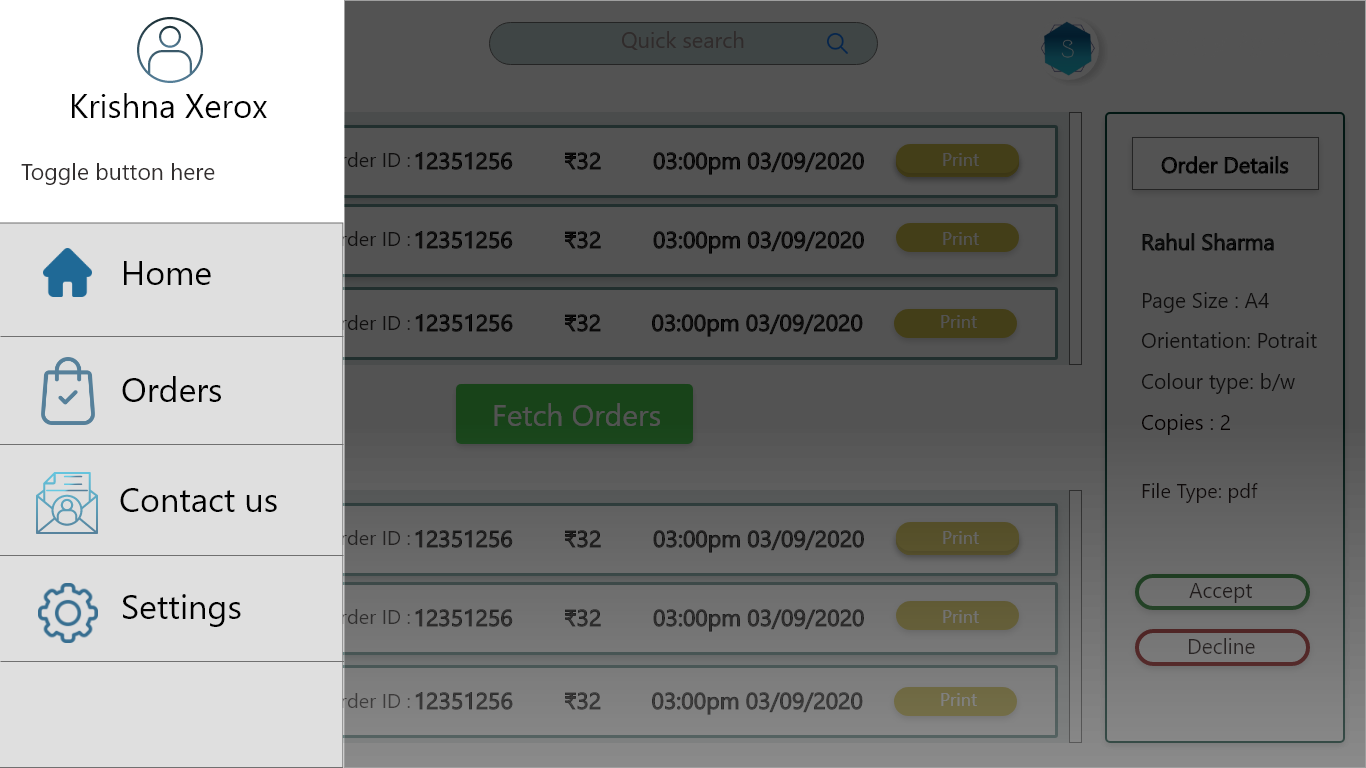 Krishna Xerox
Toggle button here
Home
Orders
Contact us
Settings
Quick search
S
rder ID : 12351256 ₹32 03:00pm 03/09/2020 Print
rder ID : 12351256 ₹32 03:00pm 03/09/2020 Print
rder ID : 12351256 ₹32 03:00pm 03/09/2020 Print
Fetch Orders
rder ID : 12351256 ₹32 03:00pm 03/09/2020 Print
rder ID : 12351256 ₹32 03:00pm 03/09/2020 Print
rder ID : 12351256 ₹32 03:00pm 03/09/2020 Print
Order Details
Rahul Sharma
Page Size : A4
Orientation: Potrait
Colour type: b/w
Copies : 2
File Type: pdf
Accept
Decline